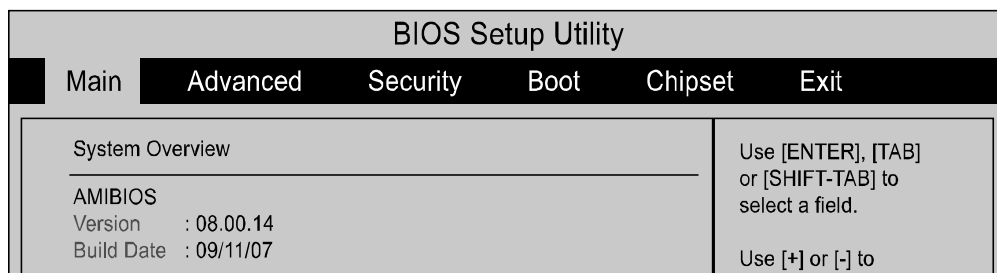 BIOS Setup Utility
Main Advanced Security Boot Chipset Exit
System Overview
AMIBIOS
Version : 08.00.14
Build Date : 09/11/07
Use [ENTER], [TAB]
or [SHIFT-TAB] to
select a field.
Use [+] or [-] to